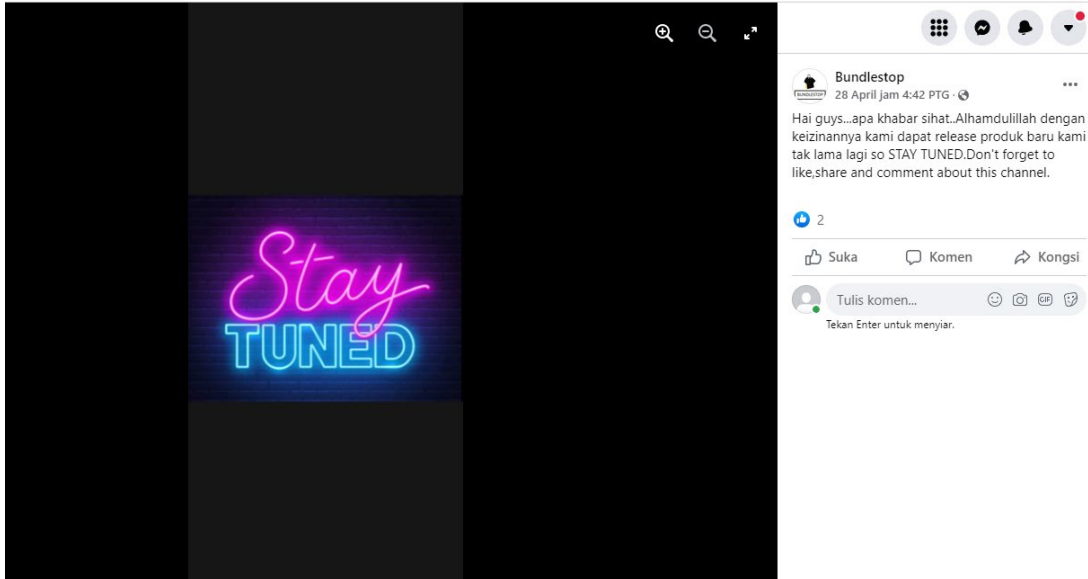 Stay
TUNED
Bundlestop
28 April jam 4:42 PTG ·
Hai guys...apa khabar sihat..Alhamdulillah dengan
keizinannya kami dapat release produk baru kami
tak lama lagi so STAY TUNED.Don't forget to
like,share and comment about this channel.
2
Suka Komen Kongsi
Tulis komen... GIF
Tekan Enter untuk menyiar.